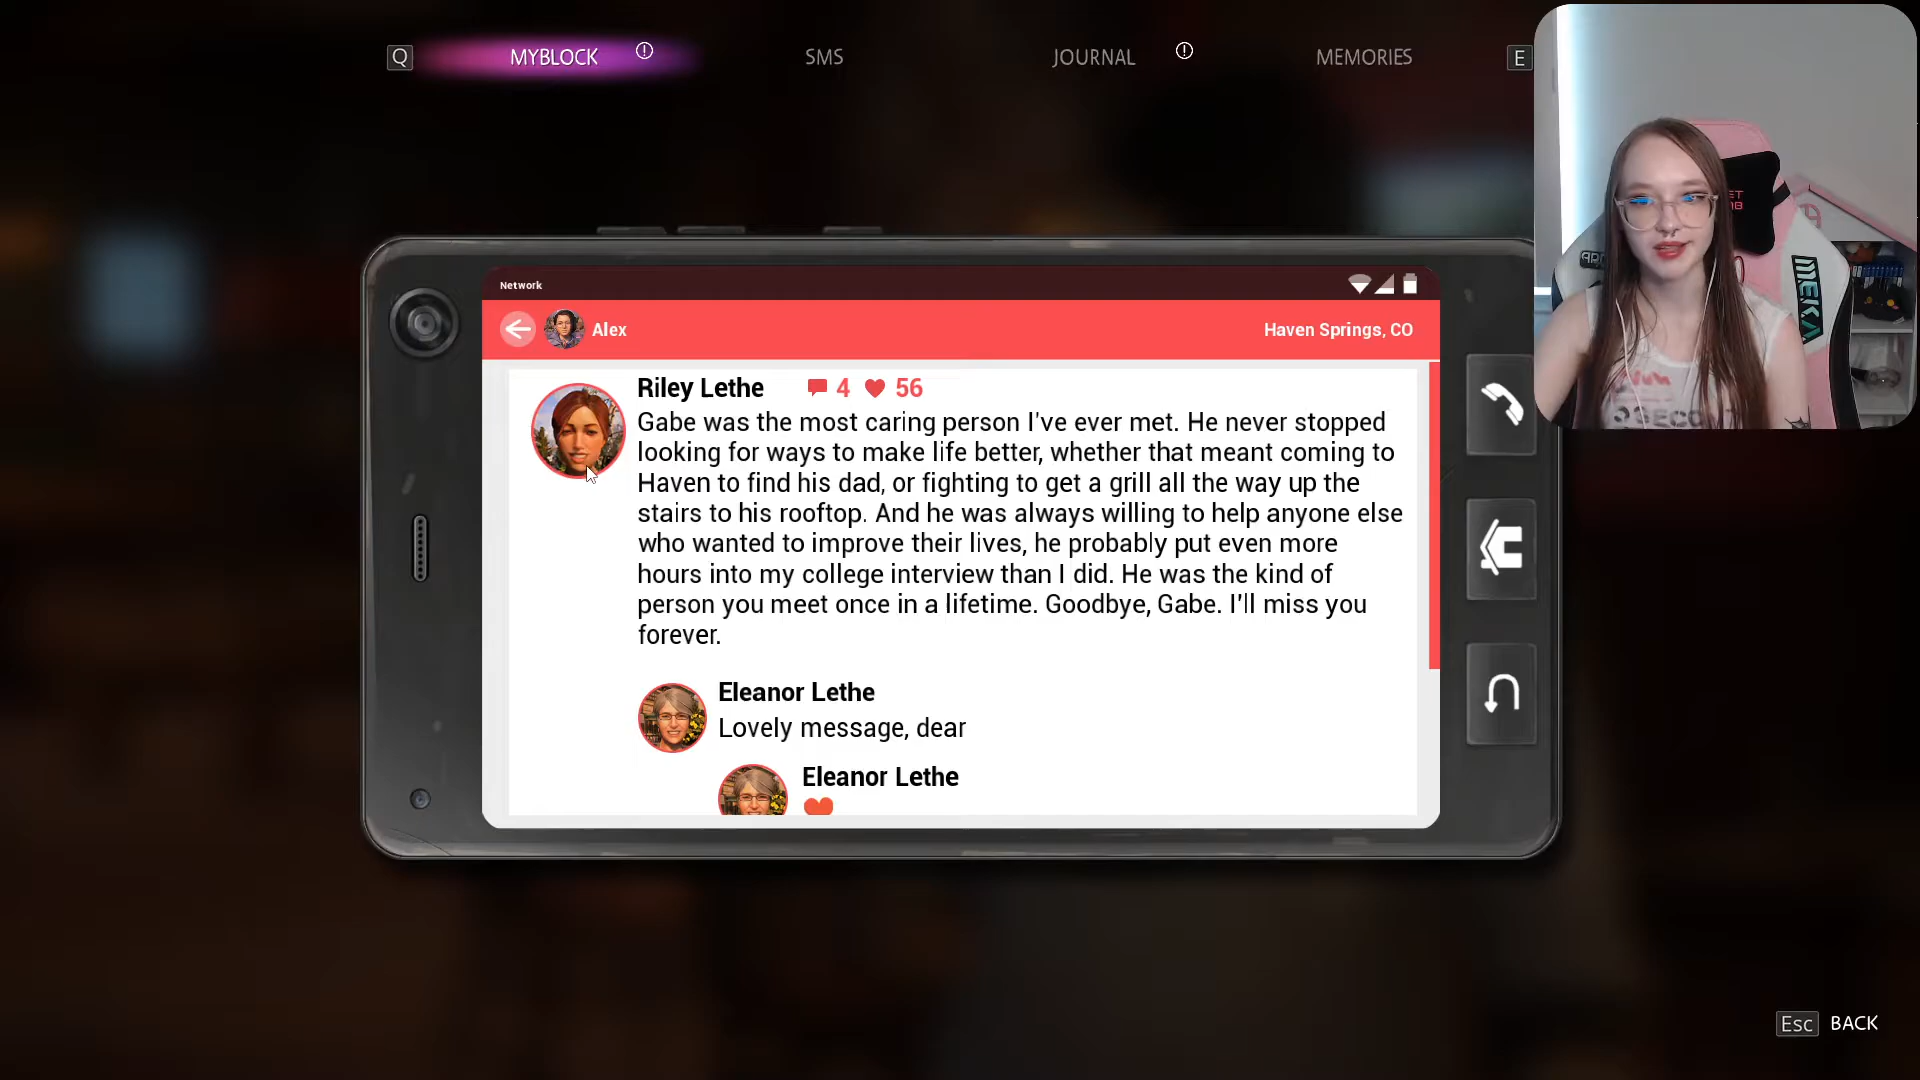 Q MYBLOCK SMS JOURNAL MEMORIES E
Network
Alex Haven Springs, CO
Riley Lethe 4 56
Gabe was the most caring person I've ever met. He never stopped
looking for ways to make life better, whether that meant coming to
Haven to find his dad, or fighting to get a grill all the way up the
stairs to his rooftop. And he was always willing to help anyone else
who wanted to improve their lives, he probably put even more
hours into my college interview than I did. He was the kind of
person you meet once in a lifetime. Goodbye, Gabe. I'll miss you
forever.
Eleanor Lethe
Lovely message, dear
Eleanor Lethe
MEKA
Esc BACK